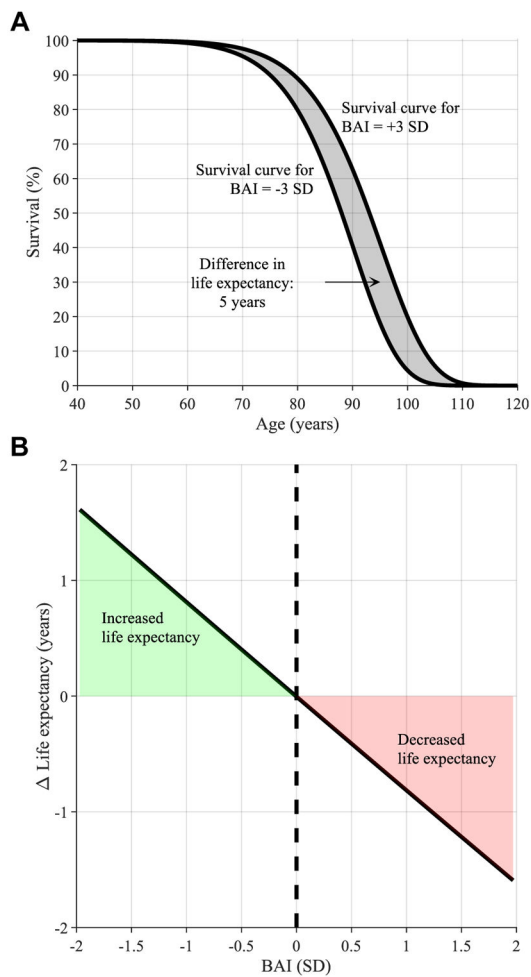 A
100
90
80
70
60
50
40
30
20
10
0
Survival (%)
Survival curve for
BAI = +3 SD
Survival curve for
BAI = -3 SD
Difference in
life expectancy:
5 years
40 50 60 70 80 90 100 110 120
Age (years)
B
2
1
0
-1
-2
Δ Life expectancy (years)
Increased
life expectancy
Decreased
life expectancy
-2 -1.5 -1 -0.5 0 0.5 1 1.5 2
BAI (SD)